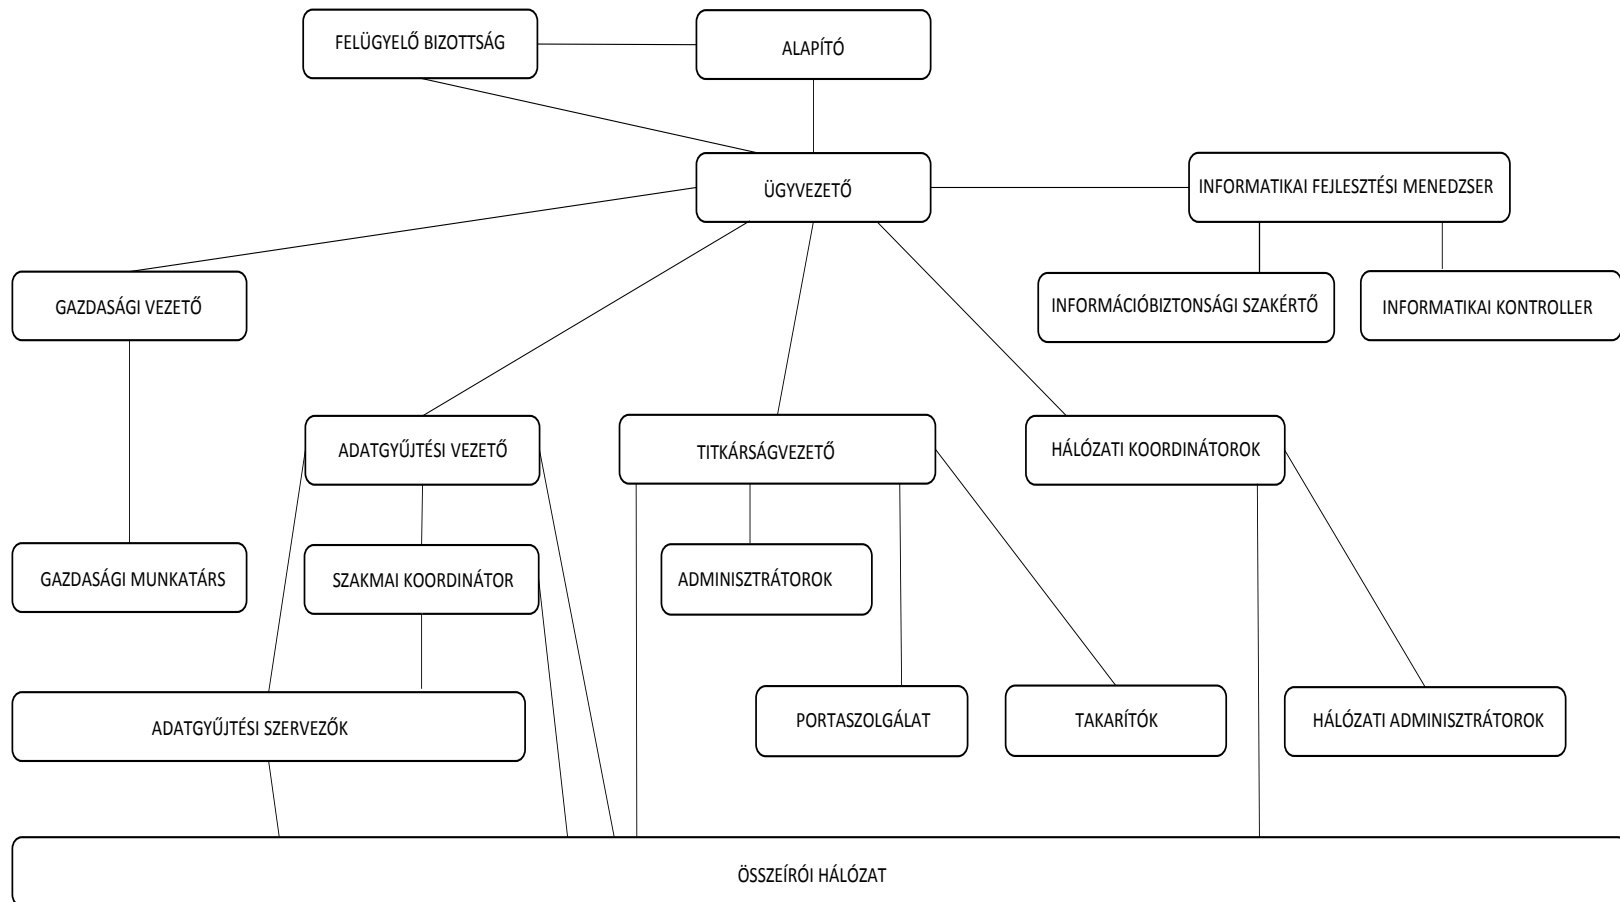 FELÜGYELŐ BIZOTTSÁG
ALAPÍTÓ
ÜGYVEZETŐ
INFORMATIKAI FEJLESZTÉSI MENEDZSER
GAZDASÁGI VEZETŐ
INFORMÁCIÓBIZTONSÁGI SZAKÉRTŐ
INFORMATIKAI KONTROLLER
ADATGYŰJTÉSI VEZETŐ
TITKÁRSÁGVEZETŐ
HÁLÓZATI KOORDINÁTOROK
GAZDASÁGI MUNKATÁRS
SZAKMAI KOORDINÁTOR
ADMINISZTRÁTOROK
ADATGYŰJTÉSI SZERVEZŐK
PORTASZOLGÁLAT
TAKARÍTÓK
HÁLÓZATI ADMINISZTRÁTOROK
ÖSSZEÍRÓI HÁLÓZAT